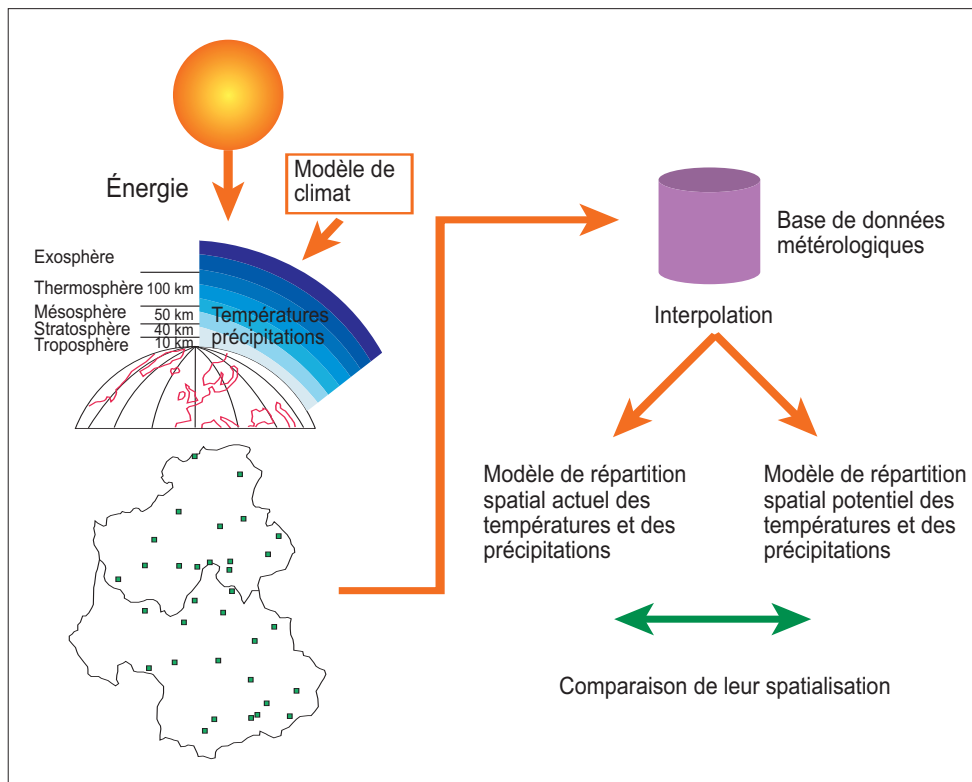 Énergie
Modèle de
climat
Exosphère
Thermosphère
100 km
Mésosphère
50 km
Stratosphère
40 km
Troposphère
10 km
Températures
précipitations
Base de données
métérologiques
Interpolation
Modèle de répartition
spatial actuel des
températures et des
précipitations
Modèle de répartition
spatial potentiel des
températures et des
précipitations
Comparaison de leur spatialisation